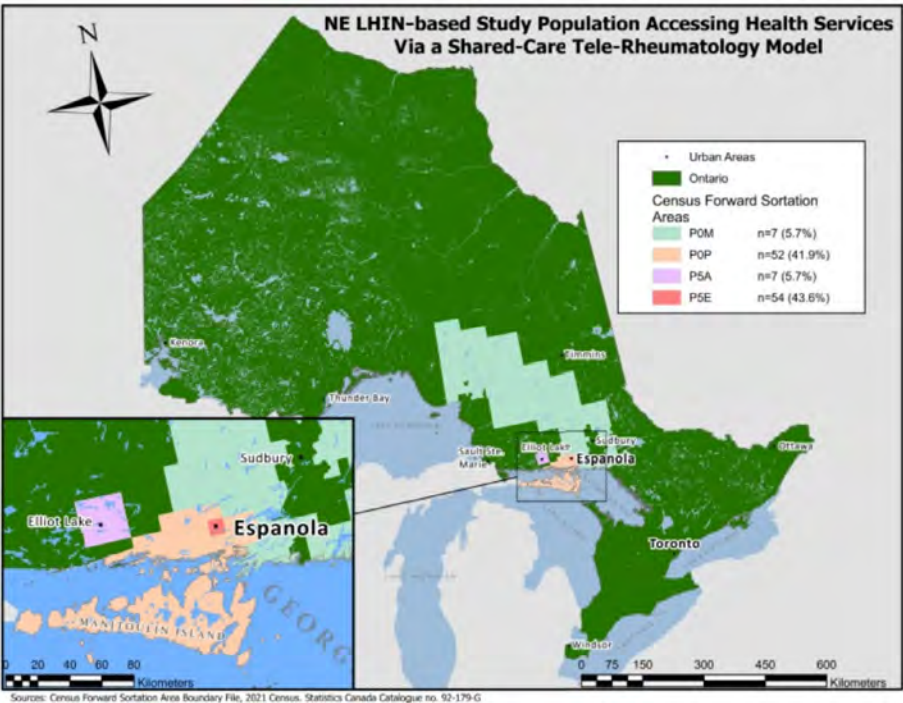 NE LHIN-based Study Population Accessing Health Services
Via a Shared-Care Tele-Rheumatology Model
N
Urban Areas
Ontario
Census Forward Sortation
Areas
P0M n=7 (5.7%)
P0P n=52 (41.9%)
P5A n=7 (5.7%)
P5E n=54 (43.6%)
Kenora
Timmins
Thunder Bay
Sault Ste.
Marie
Elliot Lake
Sudbury
Espanola
Ottawa
Toronto
Windsor
Sudbury
Elliot Lake
Espanola
MANITOULIN ISLAND
GEORG
0 20 40 60 80
Kilometers
0 75 150 300 450 600
Kilometers
Sources: Census Forward Sortation Area Boundary File, 2021 Census. Statistics Canada Catalogue no. 92-179-G